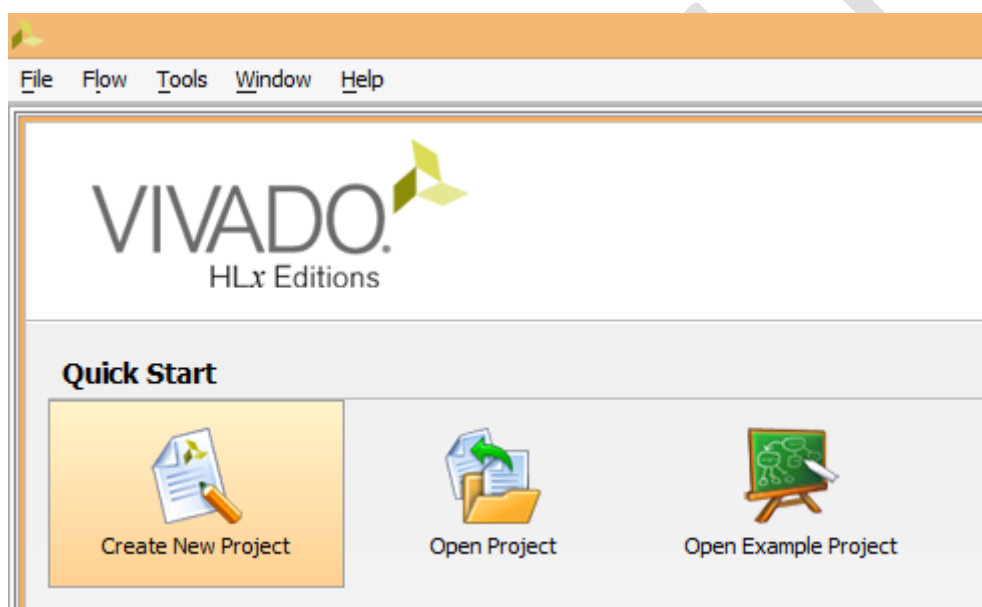 File Flow Tools Window Help
VIVADO.
HLx Editions
Quick Start
Create New Project Open Project Open Example Project